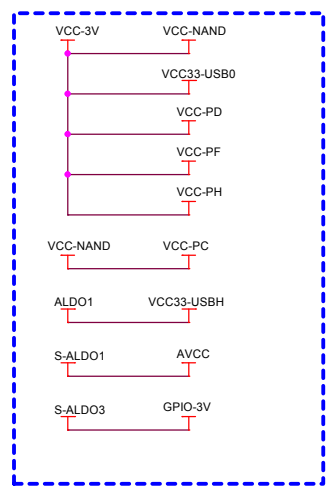 VCC-3V VCC-NAND
VCC33-USB0
VCC-PD
VCC-PF
VCC-PH
VCC-NAND VCC-PC
ALDO1 VCC33-USBH
S-ALDO1 AVCC
S-ALDO3 GPIO-3V